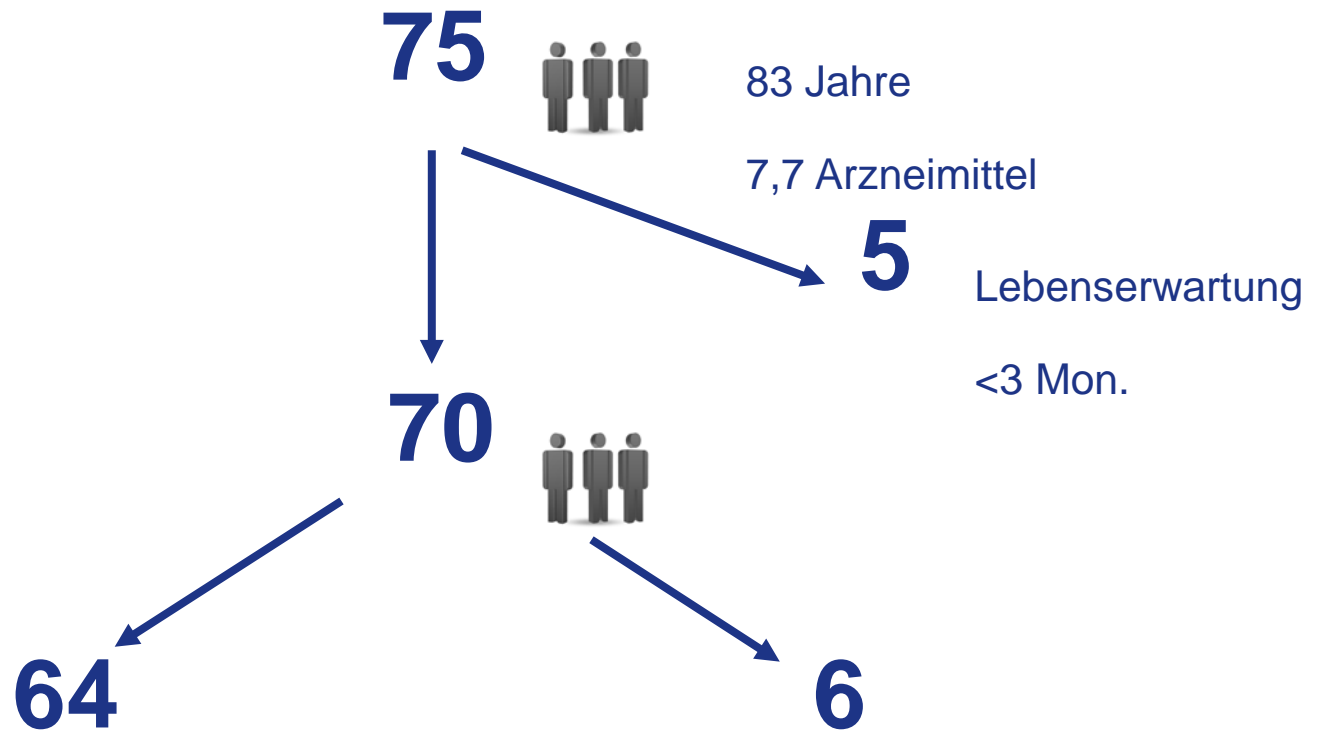 75
83 Jahre
7,7 Arzneimittel
5
Lebenserwartung
<3 Mon.
70
64
6